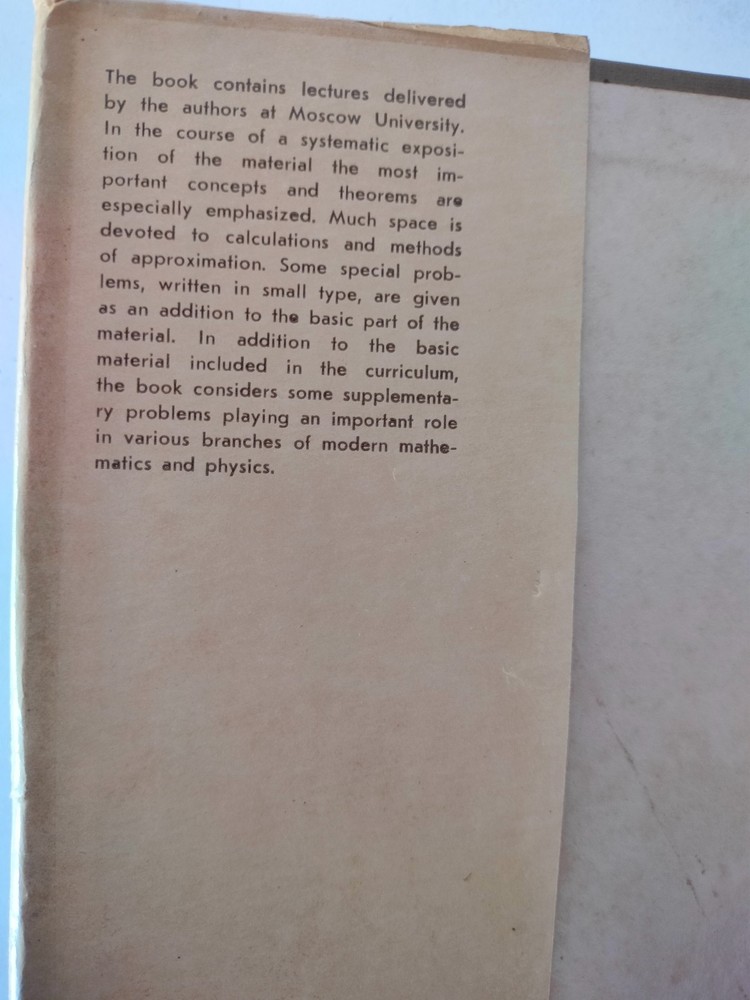 The book contains lectures delivered
by the authors at Moscow University.
In the course of a systematic exposi-
tion of the material the most im-
portant concepts and theorems are
especially emphasized. Much space is
devoted to calculations and methods
of approximation. Some special prob-
lems, written in small type, are given
as an addition to the basic part of the
material. In addition to the basic
material included in the curriculum,
the book considers some supplementa-
ry problems playing an important role
in various branches of modern mathe-
matics and physics.